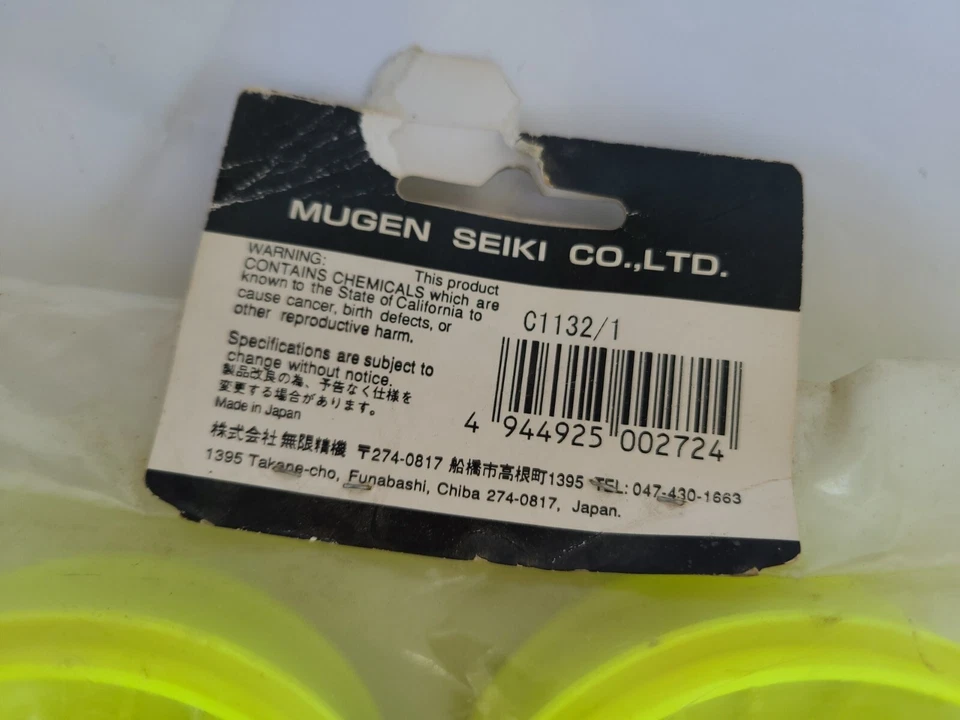 MUGEN SEIKI CO.,LTD.
WARNING: This product
CONTAINS CHEMICALS which are
known to the State of California to
cause cancer, birth defects, or
other reproductive harm.
Specifications are subject to
change without notice.
製品改良の為、予告なく仕様を
変更する場合があります。
Made in Japan
C1132/1
4 944925 002724
株式会社 無限精機 〒274-0817 船橋市高根町1395 TEL: 047-430-1663
1395 Takane-cho, Funabashi, Chiba 274-0817, Japan.